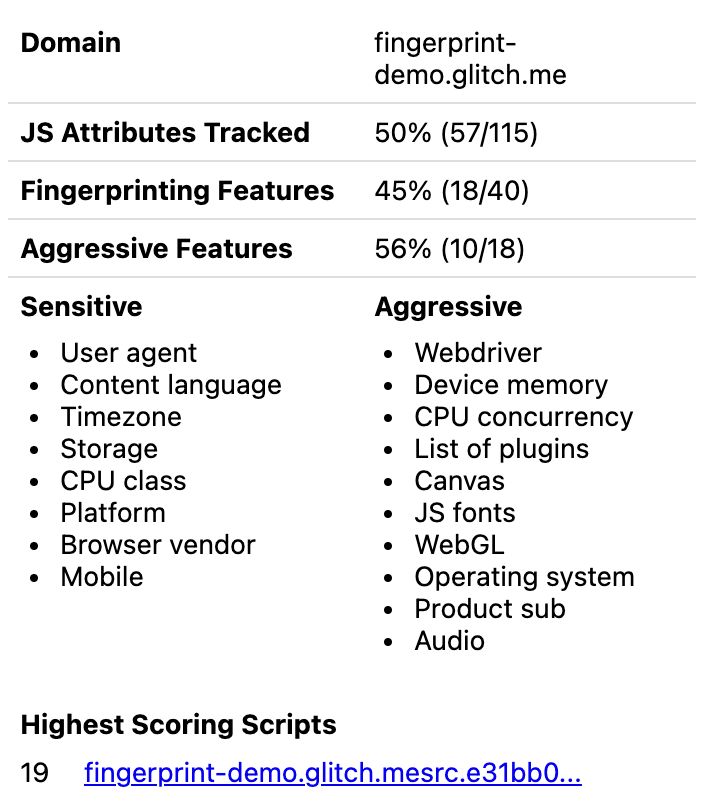 Domain fingerprint-
demo.glitch.me
JS Attributes Tracked 50% (57/115)
Fingerprinting Features 45% (18/40)
Aggressive Features 56% (10/18)
Sensitive
• User agent
• Content language
• Timezone
• Storage
• CPU class
• Platform
• Browser vendor
• Mobile
Aggressive
• Webdriver
• Device memory
• CPU concurrency
• List of plugins
• Canvas
• JS fonts
• WebGL
• Operating system
• Product sub
• Audio
Highest Scoring Scripts
19 fingerprint-demo.glitch.mesrc.e31bb0...